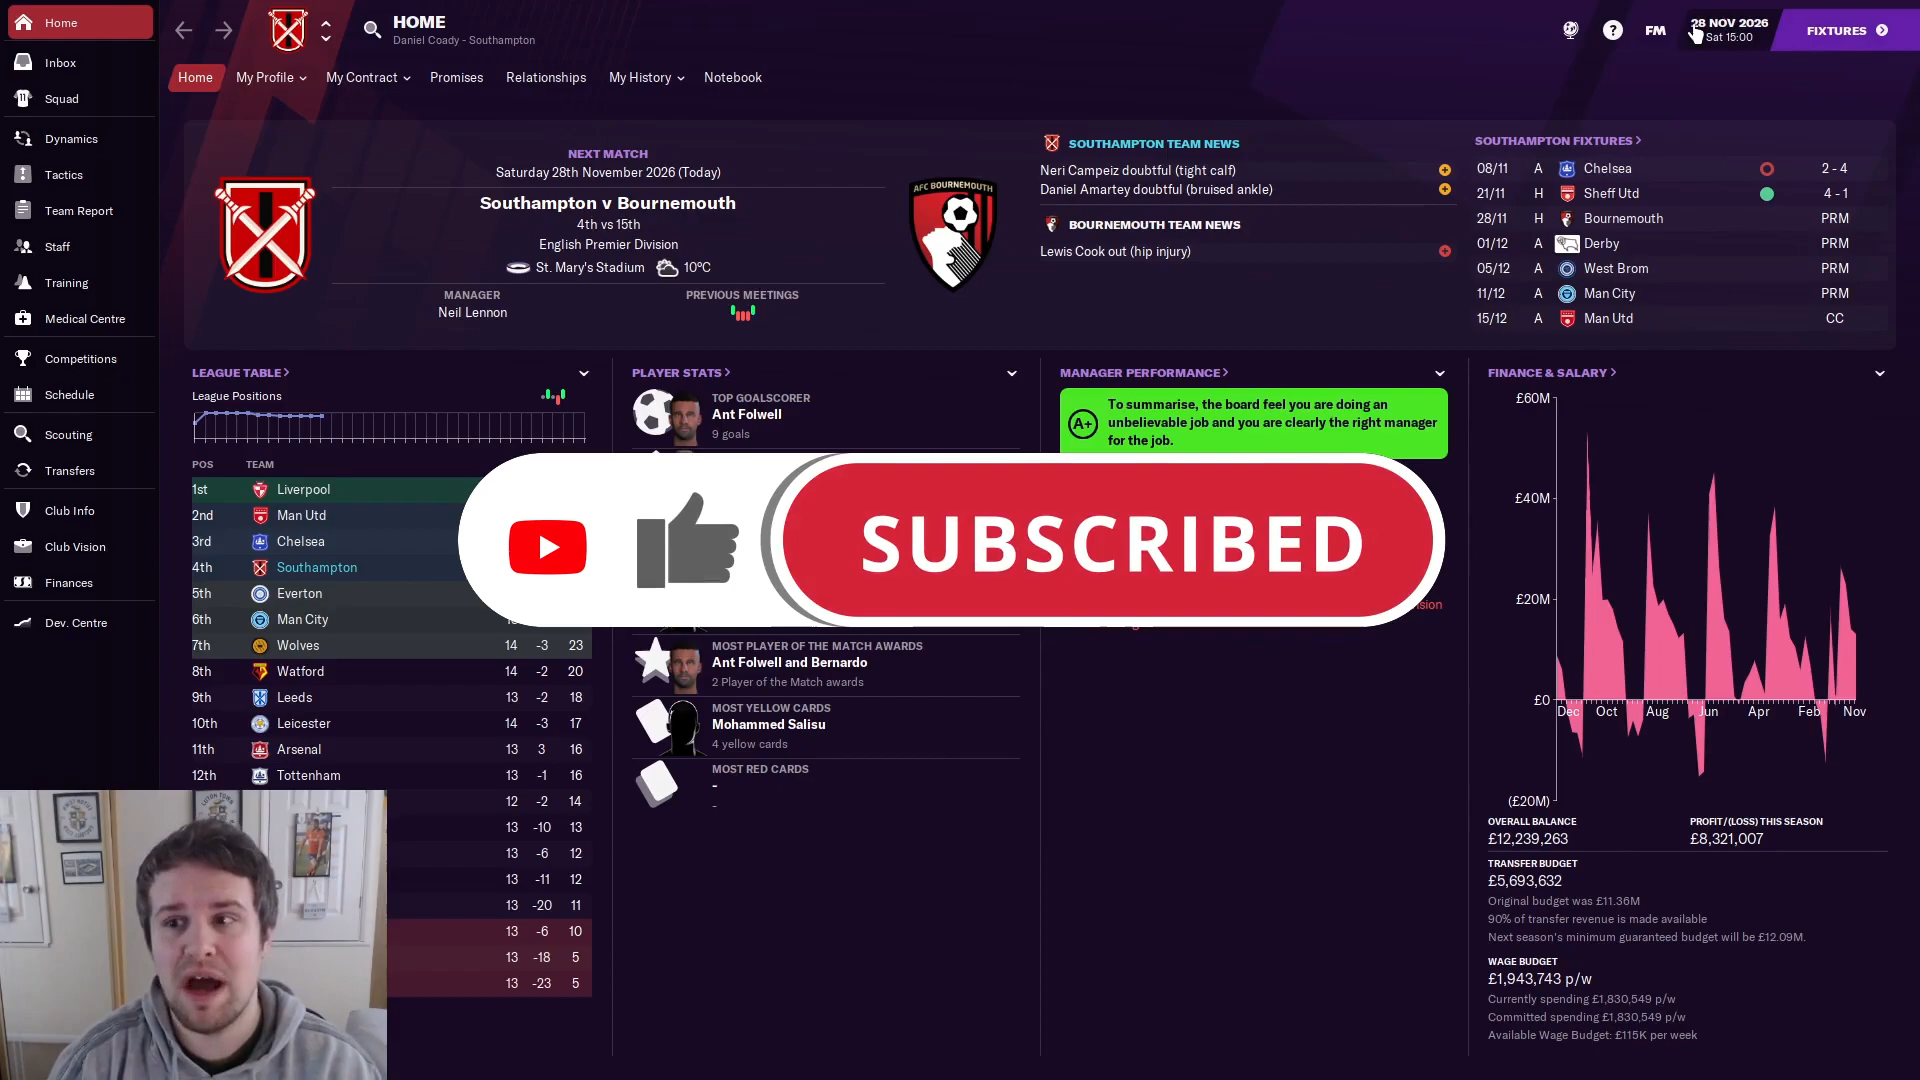 Home
Inbox
Squad
Dynamics
Tactics
Team Report
Staff
Training
Medical Centre
Competitions
Schedule
Scouting
Transfers
Club Info
Club Vision
Finances
Dev. Centre
HOME
Daniel Coady - Southampton
FM
28 NOV 2026
Sat 15:00
FIXTURES
Home My Profile My Contract Promises Relationships My History Notebook
NEXT MATCH
Saturday 28th November 2026 (Today)
Southampton v Bournemouth
4th vs 15th
English Premier Division
St. Mary's Stadium 10°C
MANAGER
Neil Lennon
PREVIOUS MEETINGS
AFC BOURNEMOUTH
SOUTHAMPTON TEAM NEWS
Neri Campeiz doubtful (tight calf)
Daniel Amartey doubtful (bruised ankle)
BOURNEMOUTH TEAM NEWS
Lewis Cook out (hip injury)
SOUTHAMPTON FIXTURES
08/11 A Chelsea 2 - 4
21/11 H Sheff Utd 4 - 1
28/11 H Bournemouth PRM
01/12 A Derby PRM
05/12 A West Brom PRM
11/12 A Man City PRM
15/12 A Man Utd CC
LEAGUE TABLE
League Positions
POS TEAM
1st Liverpool
2nd Man Utd
3rd Chelsea
4th Southampton
5th Everton
6th Man City
7th Wolves 14 -3 23
8th Watford 14 -2 20
9th Leeds 13 -2 18
10th Leicester 14 -3 17
11th Arsenal 13 3 16
12th Tottenham 13 -1 16
12 -2 14
13 -10 13
13 -6 12
13 -11 12
13 -20 11
13 -6 10
13 -18 5
13 -23 5
PLAYER STATS
TOP GOALSCORER
Ant Folwell
9 goals
MOST PLAYER OF THE MATCH AWARDS
Ant Folwell and Bernardo
2 Player of the Match awards
MOST YELLOW CARDS
Mohammed Salisu
4 yellow cards
MOST RED CARDS
-
-
MANAGER PERFORMANCE
A+
To summarise, the board feel you are doing an
unbelievable job and you are clearly the right manager
for the job.
SUBSCRIBED
FINANCE & SALARY
£60M
£40M
£20M
£0
(£20M)
Dec Oct Aug Jun Apr Feb Nov
OVERALL BALANCE
£12,239,263
PROFIT/(LOSS) THIS SEASON
£8,321,007
TRANSFER BUDGET
£5,693,632
Original budget was £11.36M
90% of transfer revenue is made available
Next season's minimum guaranteed budget will be £12.09M.
WAGE BUDGET
£1,943,743 p/w
Currently spending £1,830,549 p/w
Committed spending £1,830,549 p/w
Available Wage Budget: £115K per week